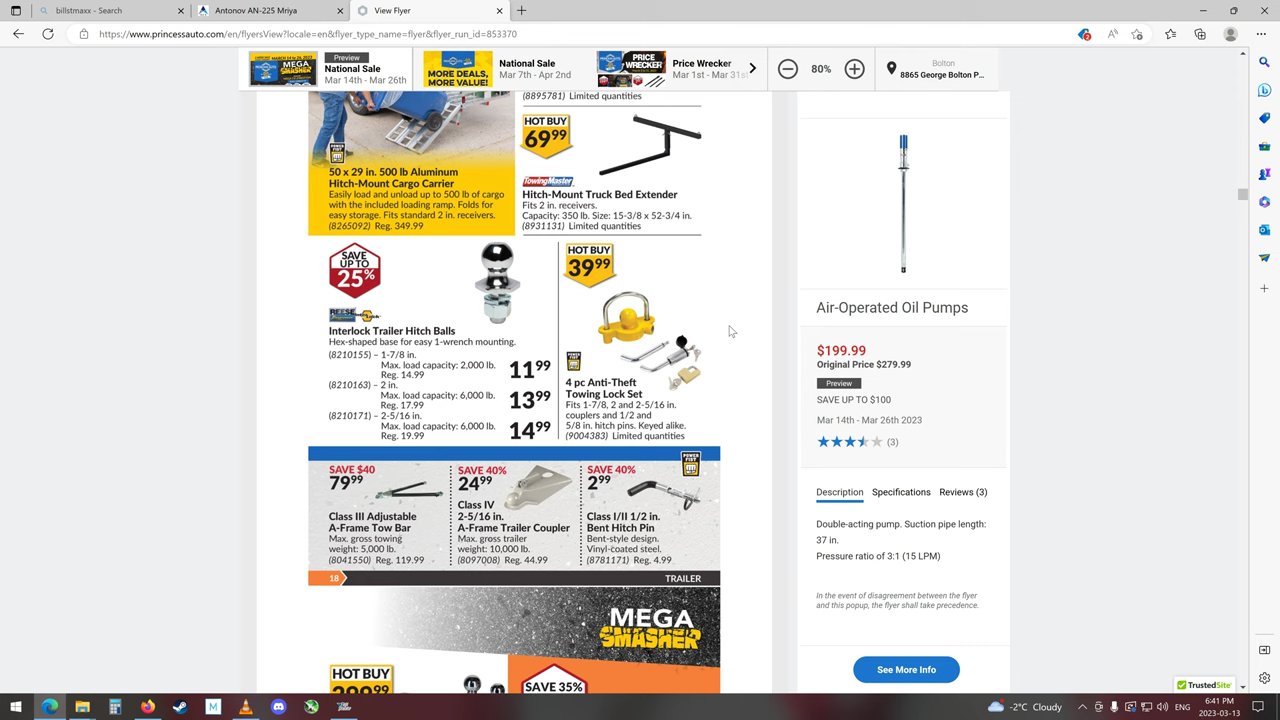 billstmaxx - Search
Antonov AN-225 Mriya
View Flyer
https://www.princessauto.com/en/flyersView?locale=en&flyer_type_name=flyer&flyer_run_id=853370
2
Preview
National Sale
Mar 14th - Mar 26th
MEGA
SMASHER
MORE DEALS,
MORE VALUE!
National Sale
Mar 7th - Apr 2nd
PRICE
WRECKER
Price Wrecker
Mar 1st - Mar 31st
80%
Bolton
8865 George Bolton P...
(8895781) Limited quantities
HOT BUY
69 99
POWER
FIST
50 x 29 in. 500 lb Aluminum
Hitch-Mount Cargo Carrier
Easily load and unload up to 500 lb of cargo
with the included loading ramp. Folds for
easy storage. Fits standard 2 in. receivers.
(8265092) Reg. 349.99
TowingMaster
Hitch-Mount Truck Bed Extender
Fits 2 in. receivers.
Capacity: 350 lb. Size: 15-3/8 x 52-3/4 in.
(8931131) Limited quantities
SAVE
UP TO
25%
REESE
Interlock Trailer Hitch Balls
Hex-shaped base for easy 1-wrench mounting.
(8210155) – 1-7/8 in.
Max. load capacity: 2,000 lb.
Reg. 14.99
11 99
(8210163) – 2 in.
Max. load capacity: 6,000 lb.
Reg. 17.99
13 99
(8210171) – 2-5/16 in.
Max. load capacity: 6,000 lb.
Reg. 19.99
14 99
HOT BUY
39 99
POWER
FIST
4 pc Anti-Theft
Towing Lock Set
Fits 1-7/8, 2 and 2-5/16 in.
couplers and 1/2 and
5/8 in. hitch pins. Keyed alike.
(9004383) Limited quantities
POWER
FIST
SAVE $40
79 99
Class III Adjustable
A-Frame Tow Bar
Max. gross towing
weight: 5,000 lb.
(8041550) Reg. 119.99
SAVE 40%
24 99
Class IV
2-5/16 in.
A-Frame Trailer Coupler
Max. gross trailer
weight: 10,000 lb.
(8097008) Reg. 44.99
SAVE 40%
2 99
Class I/II 1/2 in.
Bent Hitch Pin
Bent-style design.
Vinyl-coated steel.
(8781171) Reg. 4.99
18
TRAILER
MEGA
SMASHER
HOT BUY
SAVE 35%
Air-Operated Oil Pumps
$199.99
Original Price $279.99
Preview
SAVE UP TO $100
Mar 14th - Mar 26th 2023
(3)
Description Specifications Reviews (3)
Double-acting pump. Suction pipe length:
37 in.
Pressure ratio of 3:1 (15 LPM)
In the event of disagreement between the flyer
and this popup, the flyer shall take precedence.
See More Info
TrustedSite
-2°C Cloudy
ENG
6:41 PM
2023-03-13